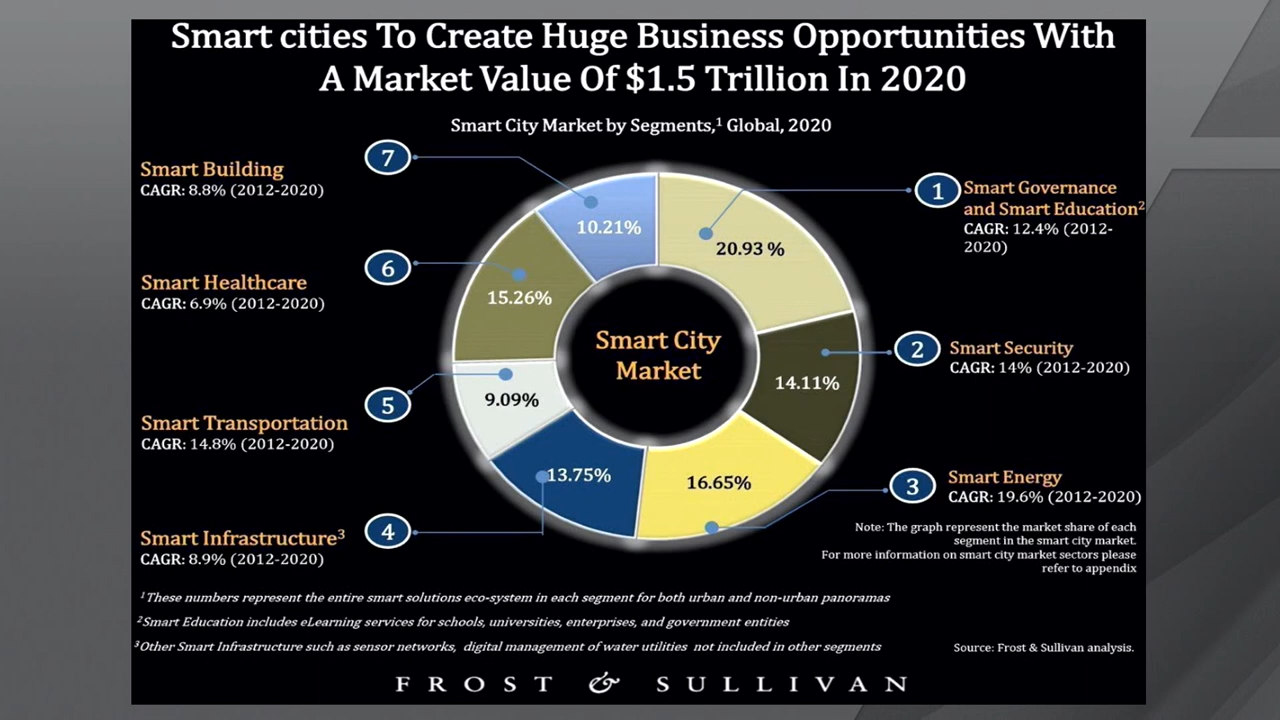 Smart cities To Create Huge Business Opportunities With
A Market Value Of $1.5 Trillion In 2020
Smart City Market by Segments,¹ Global, 2020
7
Smart Building
CAGR: 8.8% (2012-2020)
6
Smart Healthcare
CAGR: 6.9% (2012-2020)
5
Smart Transportation
CAGR: 14.8% (2012-2020)
4
Smart Infrastructure³
CAGR: 8.9% (2012-2020)
10.21%
20.93 %
15.26%
14.11%
9.09%
13.75%
16.65%
Smart City
Market
1
Smart Governance
and Smart Education²
CAGR: 12.4% (2012-
2020)
2
Smart Security
CAGR: 14% (2012-2020)
3
Smart Energy
CAGR: 19.6% (2012-2020)
Note: The graph represent the market share of each
segment in the smart city market.
For more information on smart city market sectors please
refer to appendix
¹These numbers represent the entire smart solutions eco-system in each segment for both urban and non-urban panoramas
²Smart Education includes eLearning services for schools, universities, enterprises, and government entities
³Other Smart Infrastructure such as sensor networks, digital management of water utilities not included in other segments
Source: Frost & Sullivan analysis.
FROST & SULLIVAN